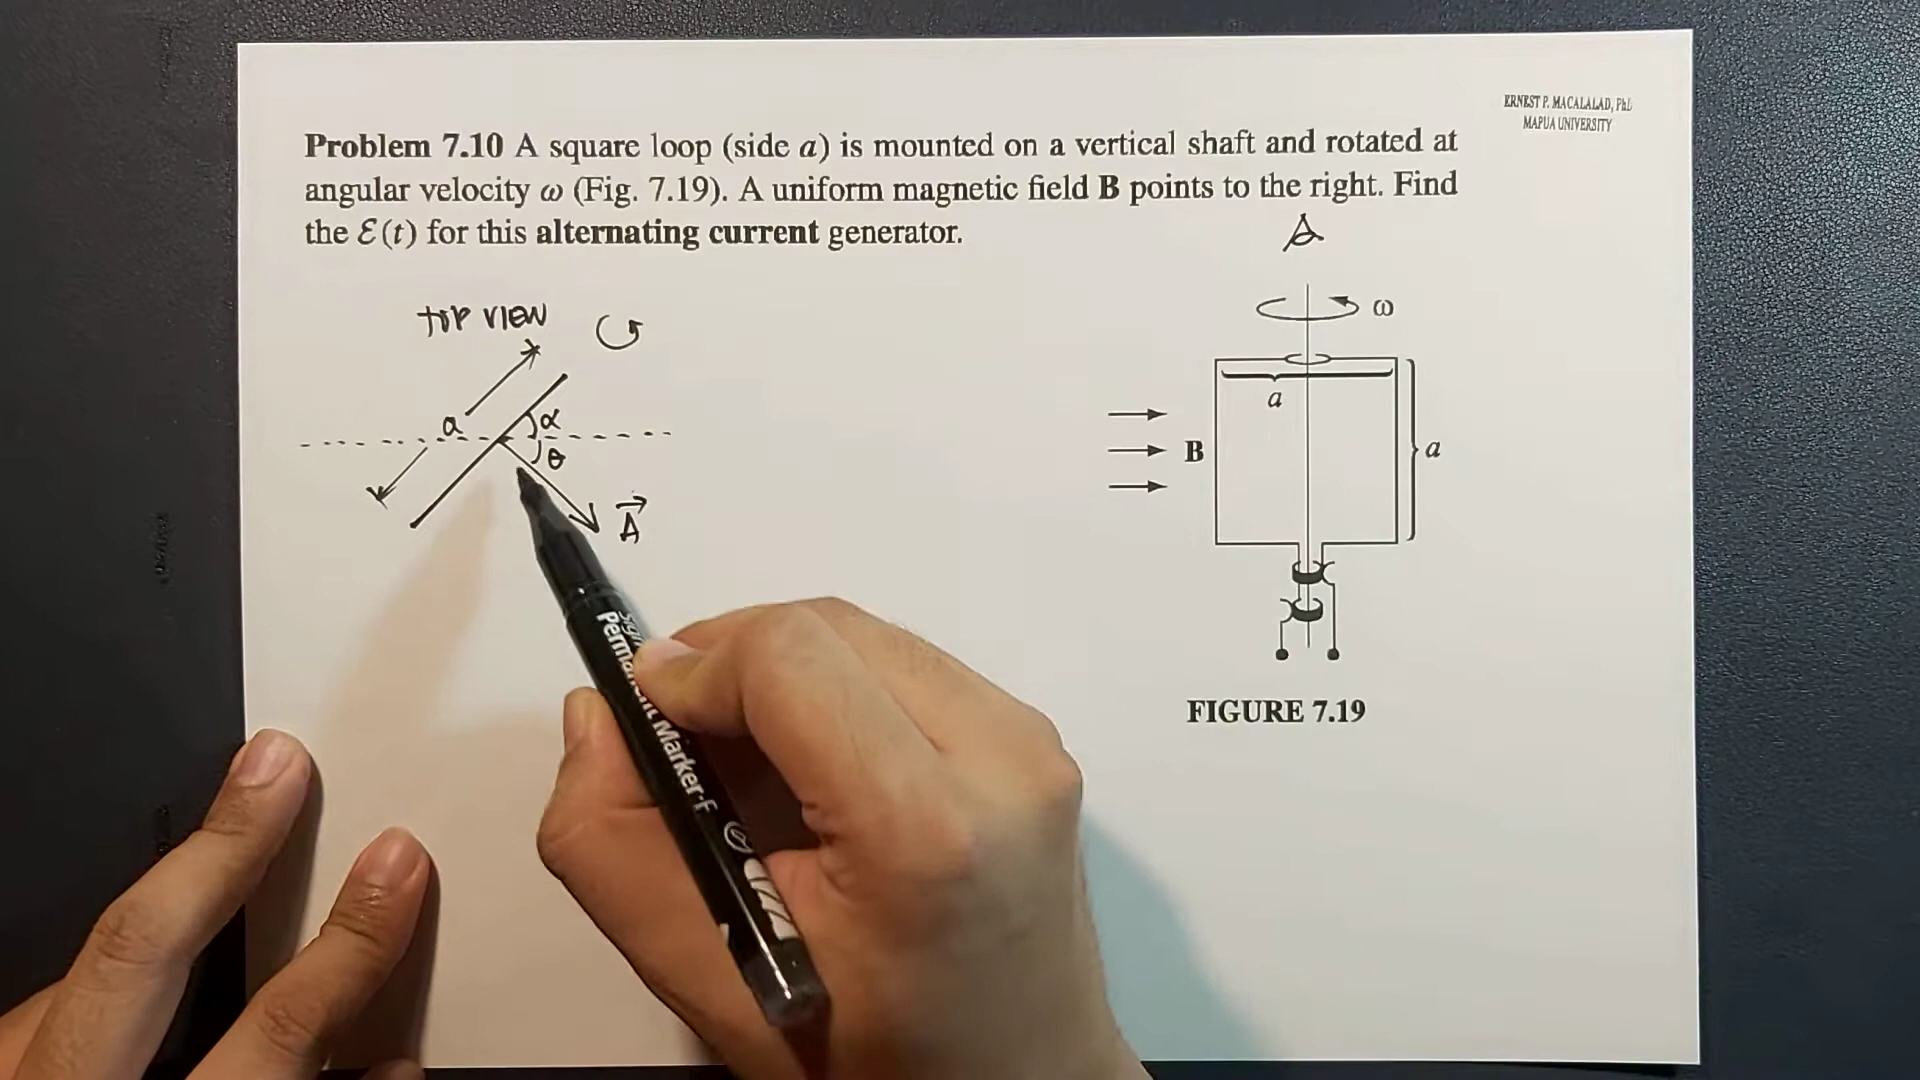 ERNEST P. MACALALAD, PhD
MAPUA UNIVERSITY
Problem 7.10 A square loop (side a) is mounted on a vertical shaft and rotated at
angular velocity ω (Fig. 7.19). A uniform magnetic field B points to the right. Find
the ℰ(t) for this alternating current generator.
TOP VIEW
a
α
θ
A
ω
a
B
a
FIGURE 7.19
Permanent Marker-F